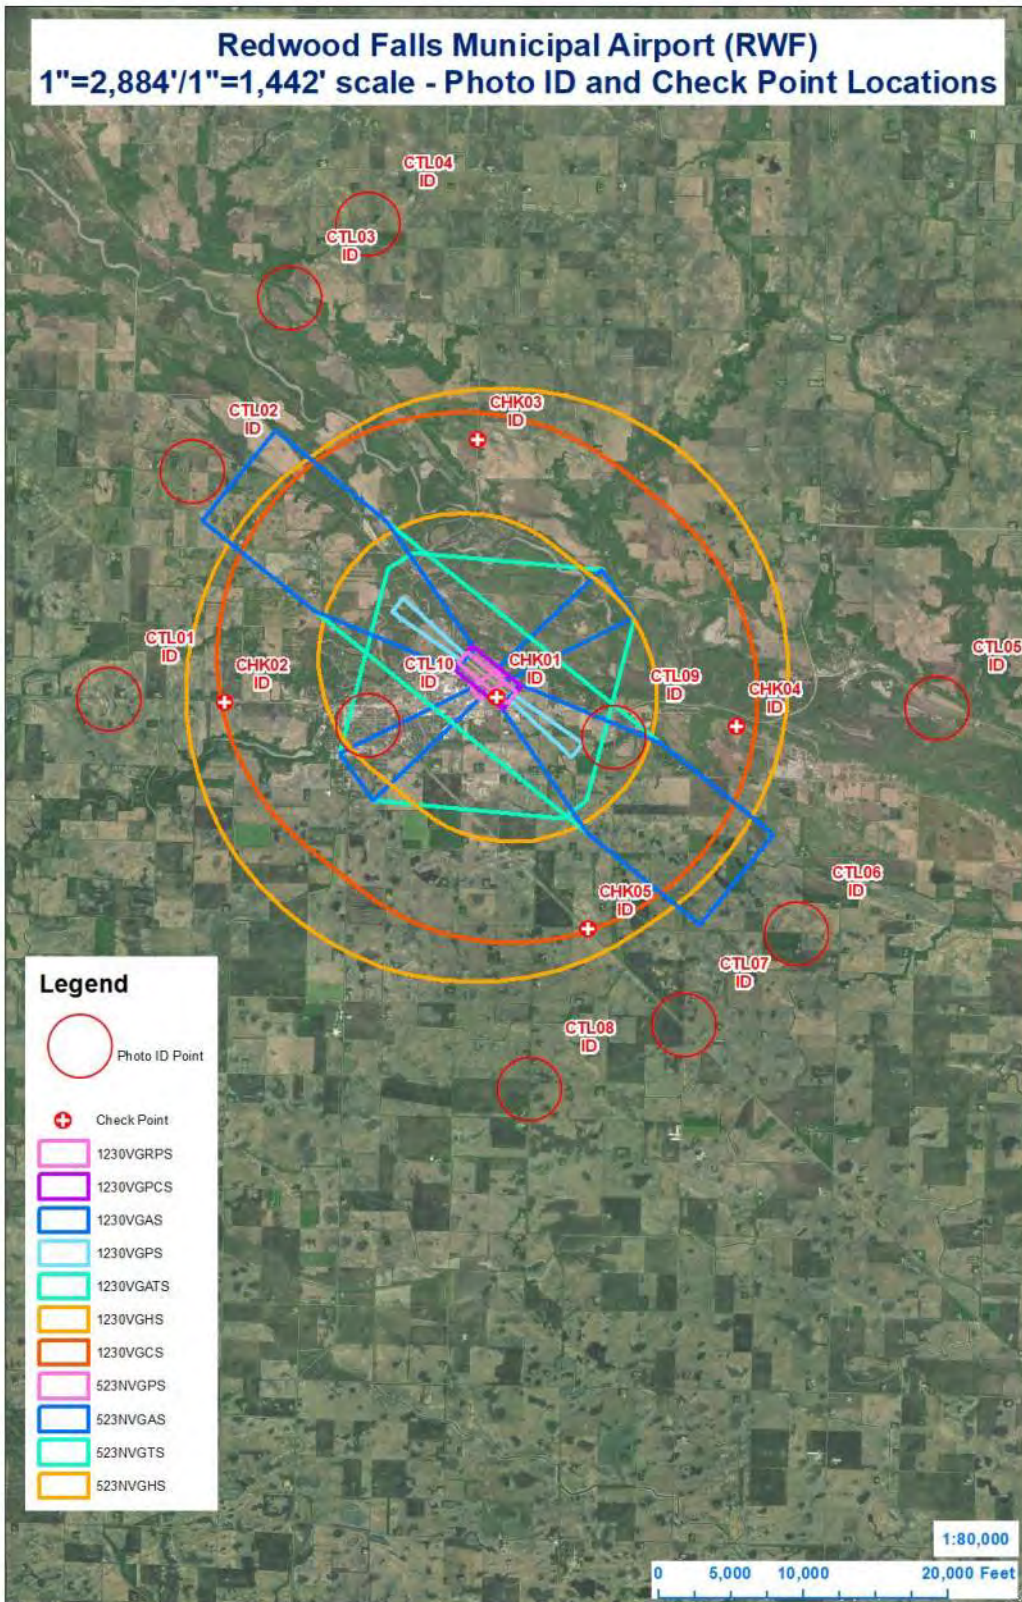 Redwood Falls Municipal Airport (RWF)
1"=2,884'/1"=1,442' scale - Photo ID and Check Point Locations
CTL04
ID
CTL03
ID
CTL02
ID
CHK03
ID
CTL01
ID
CHK02
ID
CTL10
ID
CHK01
ID
CTL09
ID
CHK04
ID
CTL05
ID
CTL06
ID
CHK05
ID
CTL07
ID
CTL08
ID
Legend
Photo ID Point
Check Point
1230VGRPS
1230VGPCS
1230VGAS
1230VGPS
1230VGATS
1230VGHS
1230VGCS
523NVGPS
523NVGAS
523NVGTS
523NVGHS
1:80,000
0 5,000 10,000 20,000 Feet